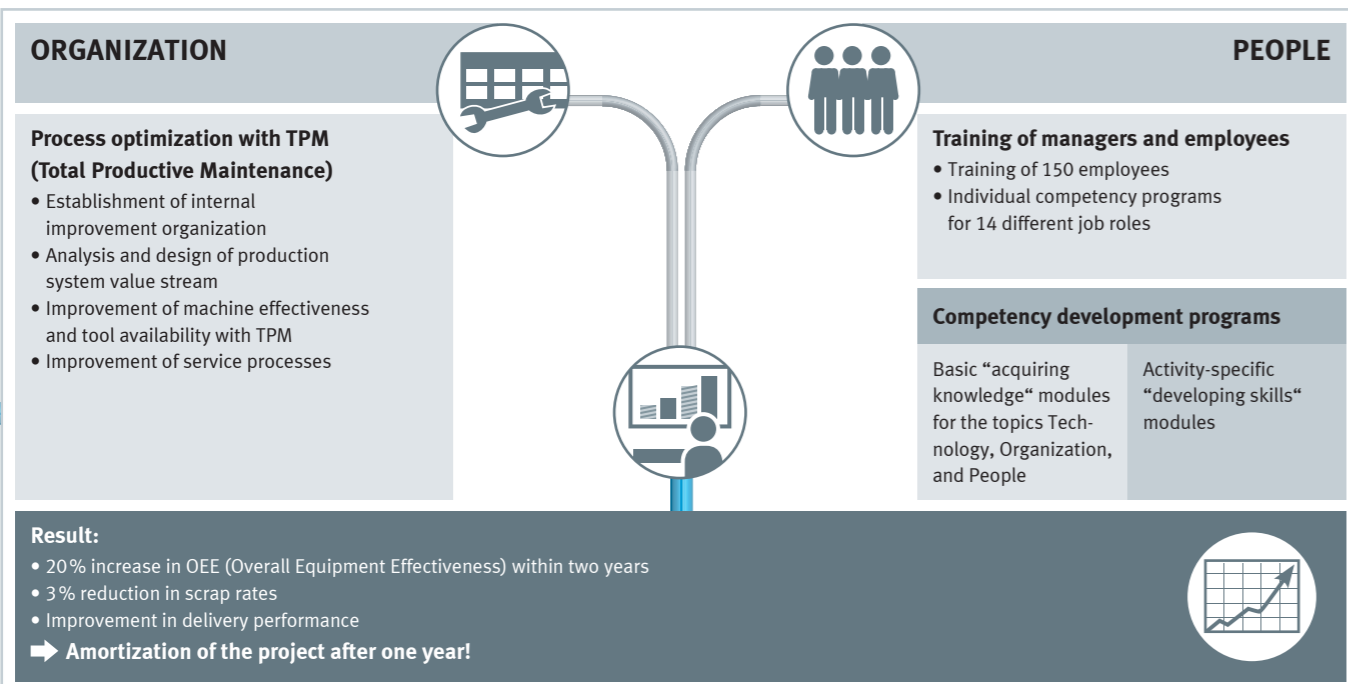 ORGANIZATION
Process optimization with TPM
(Total Productive Maintenance)
• Establishment of internal
improvement organization
• Analysis and design of production
system value stream
• Improvement of machine effectiveness
and tool availability with TPM
• Improvement of service processes
PEOPLE
Training of managers and employees
• Training of 150 employees
• Individual competency programs
for 14 different job roles
Competency development programs
Basic “acquiring
knowledge“ modules
for the topics Tech-
nology, Organization,
and People
Activity-specific
“developing skills“
modules
Result:
• 20 % increase in OEE (Overall Equipment Effectiveness) within two years
• 3 % reduction in scrap rates
• Improvement in delivery performance
➡ Amortization of the project after one year!